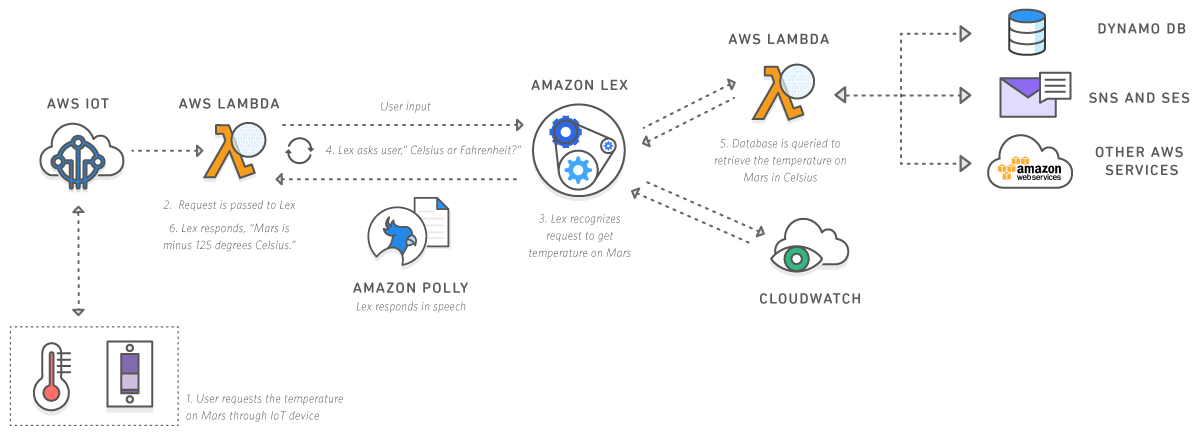 AWS IOT
AWS LAMBDA
User input
4. Lex asks user,” Celsius or Fahrenheit?”
2. Request is passed to Lex
6. Lex responds, “Mars is
minus 125 degrees Celsius.”
AMAZON POLLY
Lex responds in speech
1. User requests the temperature
on Mars through IoT device
AMAZON LEX
3. Lex recognizes
request to get
temperature on Mars
AWS LAMBDA
5. Database is queried to
retrieve the temperature on
Mars in Celsius
CLOUDWATCH
DYNAMO DB
SNS AND SES
amazon
webservices
OTHER AWS
SERVICES